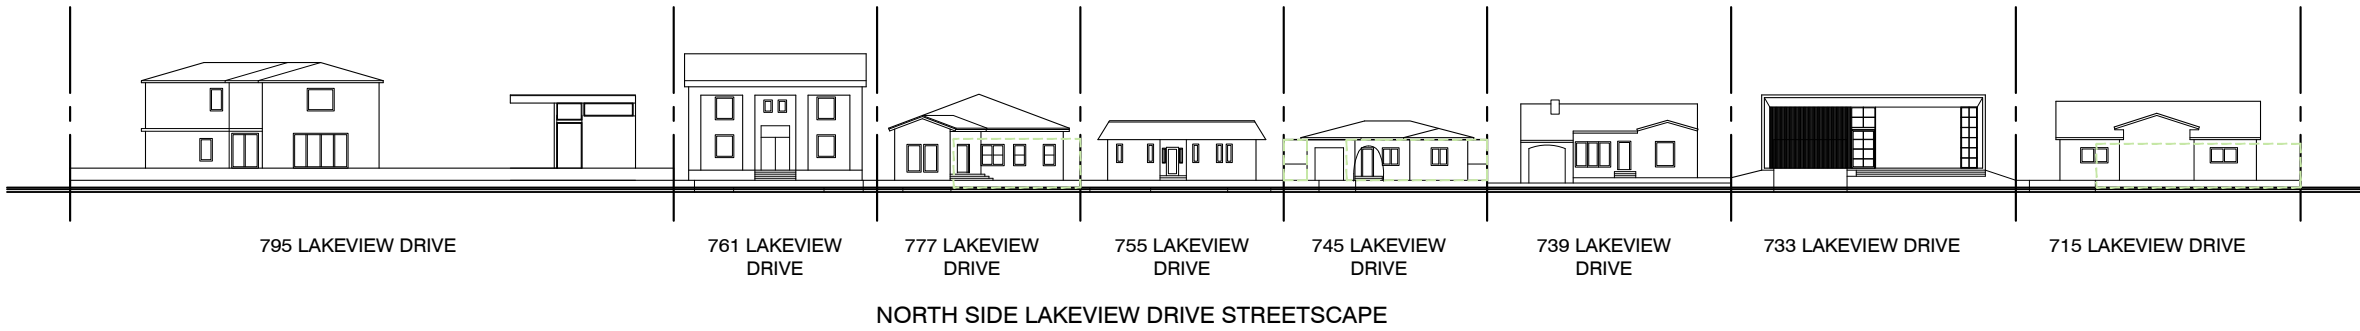 795 LAKEVIEW DRIVE
761 LAKEVIEW
DRIVE
777 LAKEVIEW
DRIVE
755 LAKEVIEW
DRIVE
745 LAKEVIEW
DRIVE
739 LAKEVIEW
DRIVE
733 LAKEVIEW DRIVE
715 LAKEVIEW DRIVE
NORTH SIDE LAKEVIEW DRIVE STREETSCAPE